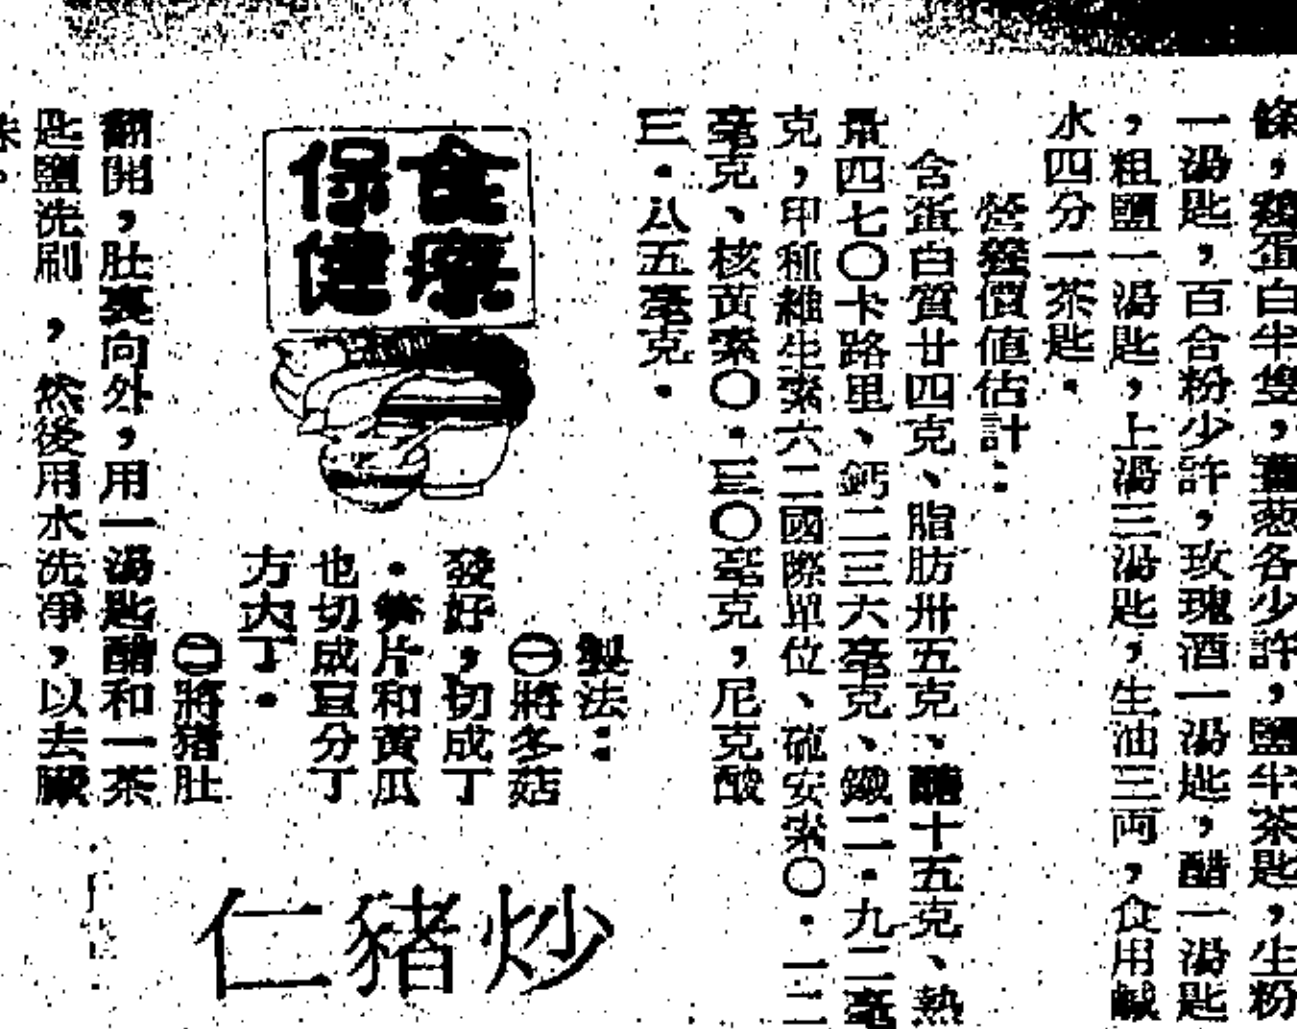 條，鷄蛋白半隻，薑葱各少許，鹽半茶匙，生粉
一湯匙，百合粉少許，玫瑰酒一湯匙，醋一湯匙
，粗鹽一湯匙，上湯三湯匙，生油三両，食用鹹
水四分一茶匙．
營養價值估計：
含蛋白質廿四克、脂肪卅五克、醣十五克、熱
量四七〇卡路里、鈣二三六毫克、鐵二．九二毫
克，甲種維生素六二國際單位、硫安素〇．一二
毫克、核黃素〇．三〇毫克，尼克酸
三．八五毫克．
製法：
㊀將冬菇
發好，切成丁
．筍片和黃瓜
也切成豆分丁
方大丁．
食療
保健
㊁將猪肚
翻開，肚裏向外，用一湯匙醋和一茶
匙鹽洗刷，然後用水洗淨，以去臟
炒豬仁